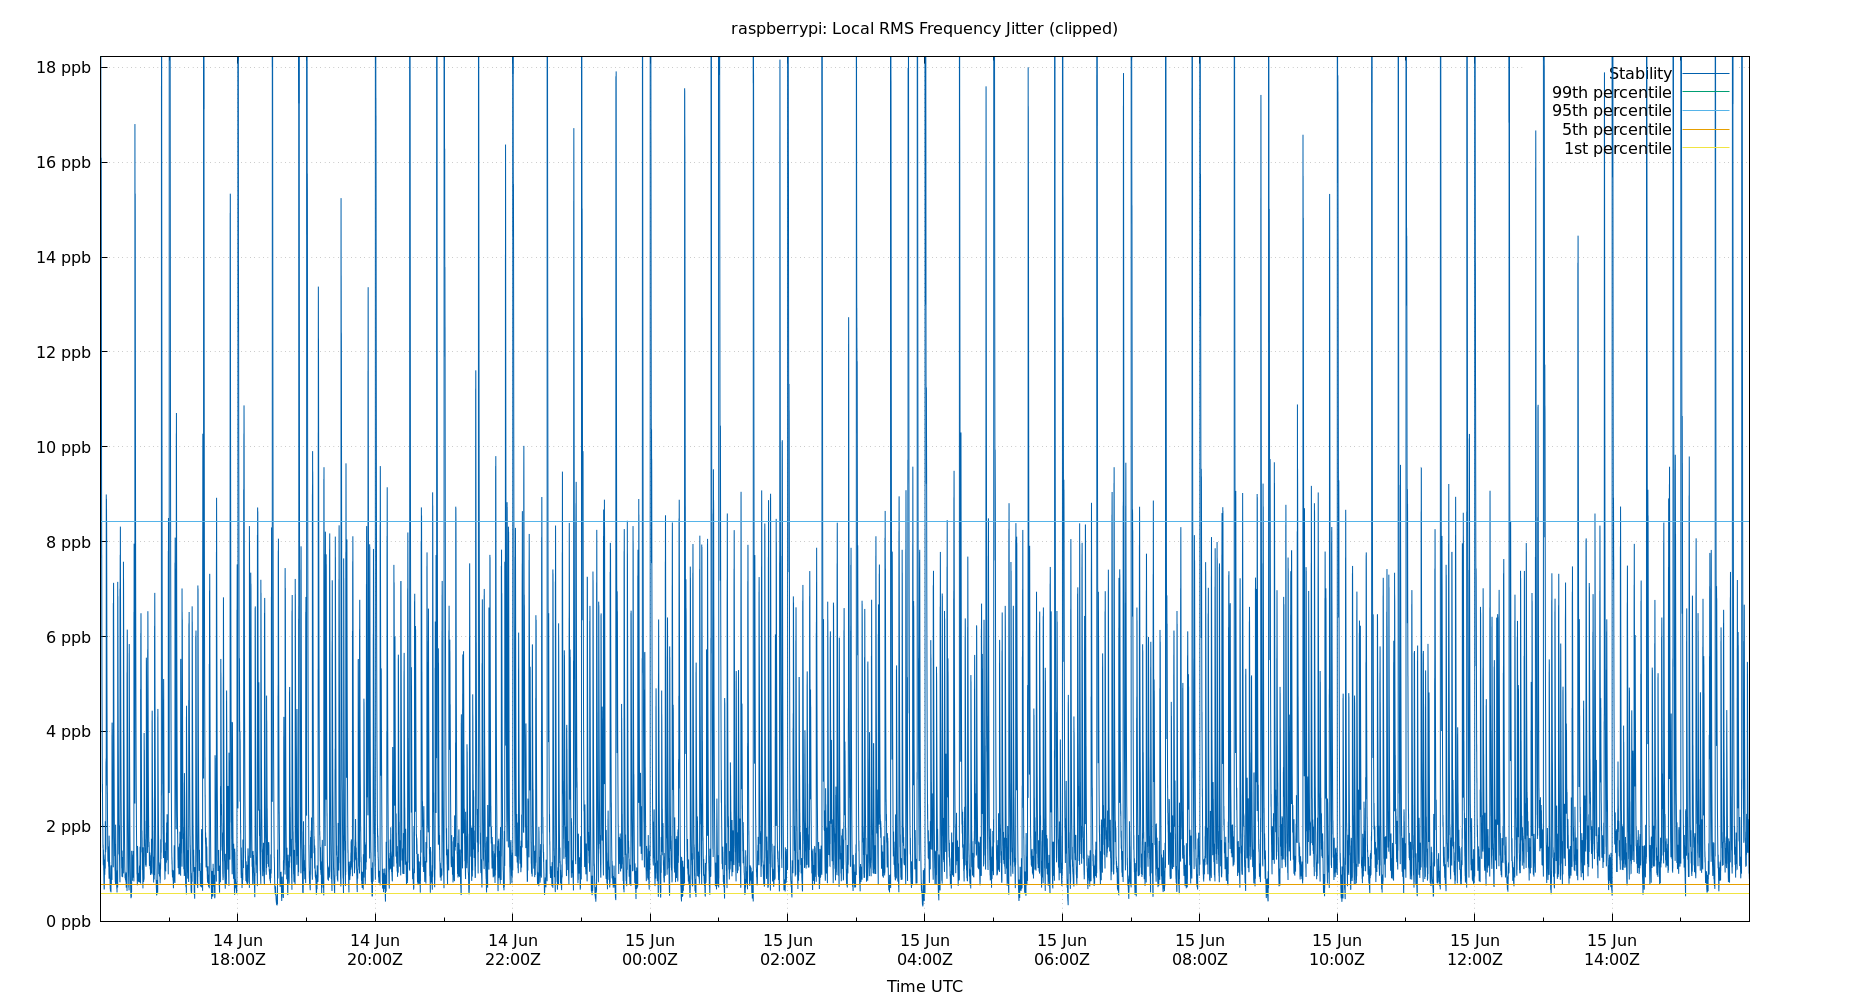 raspberrypi: Local RMS Frequency Jitter (clipped)
18 ppb
16 ppb
14 ppb
12 ppb
10 ppb
8 ppb
6 ppb
4 ppb
2 ppb
0 ppb
Stability
99th percentile
95th percentile
5th percentile
1st percentile
14 Jun 14 Jun 14 Jun 15 Jun 15 Jun 15 Jun 15 Jun 15 Jun 15 Jun 15 Jun 15 Jun
18:00Z 20:00Z 22:00Z 00:00Z 02:00Z 04:00Z 06:00Z 08:00Z 10:00Z 12:00Z 14:00Z
Time UTC